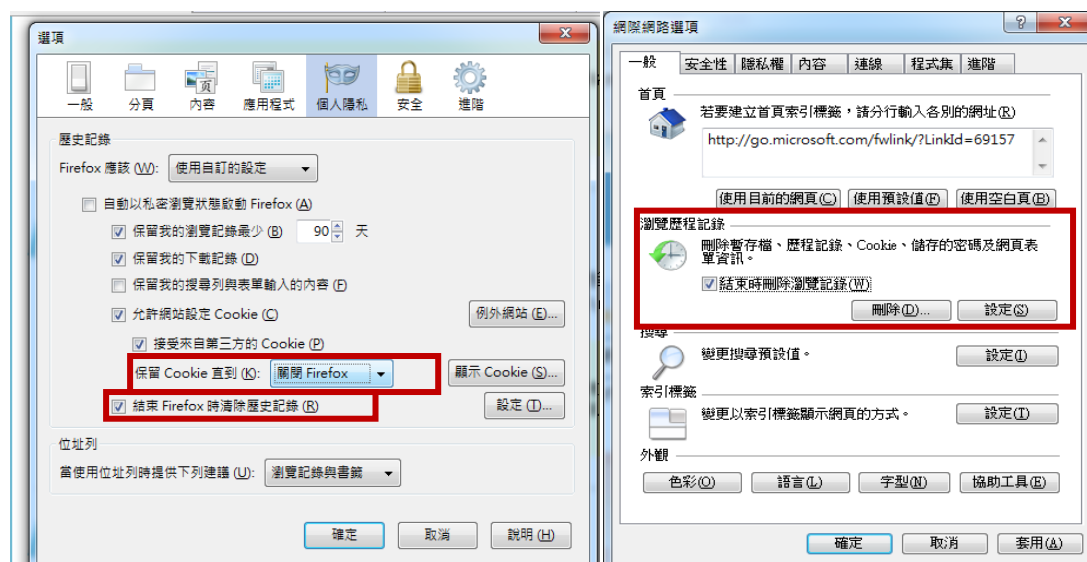 選項
一般 分頁 內容 應用程式 個人隱私 安全 進階
歷史記錄
Firefox 應該 (W): 使用自訂的設定
自動以私密瀏覽狀態啟動 Firefox (A)
保留我的瀏覽記錄最少 (B) 90 天
保留我的下載記錄 (D)
保留我的搜尋列與表單輸入的內容 (F)
允許網站設定 Cookie (C) 例外網站 (E)...
接受來自第三方的 Cookie (P)
保留 Cookie 直到 (K): 關閉 Firefox 顯示 Cookie (S)...
結束 Firefox 時清除歷史記錄 (R) 設定 (T)...
位址列
當使用位址列時提供下列建議 (U): 瀏覽記錄與書籤
確定 取消 說明 (H)
網際網路選項
一般 安全性 隱私權 內容 連線 程式集 進階
首頁
若要建立首頁索引標籤，請分行輸入各別的網址(R)
http://go.microsoft.com/fwlink/?LinkId=69157
使用目前的網頁(C) 使用預設值(F) 使用空白頁(B)
瀏覽歷程記錄
刪除暫存檔、歷程記錄、Cookie、儲存的密碼及網頁表
單資訊。
結束時刪除瀏覽記錄(W)
刪除(D)... 設定(S)
搜尋
變更搜尋預設值。 設定(I)
索引標籤
變更以索引標籤顯示網頁的方式。 設定(T)
外觀
色彩(O) 語言(L) 字型(N) 協助工具(E)
確定 取消 套用(A)